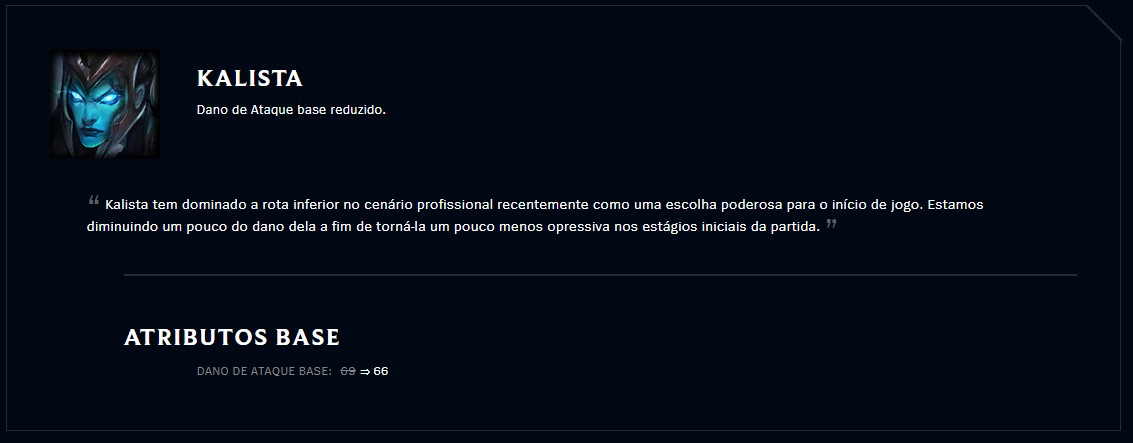 KALISTA
Dano de Ataque base reduzido.
“ Kalista tem dominado a rota inferior no cenário profissional recentemente como uma escolha poderosa para o início de jogo. Estamos
diminuindo um pouco do dano dela a fim de torná-la um pouco menos opressiva nos estágios iniciais da partida. ”
ATRIBUTOS BASE
DANO DE ATAQUE BASE: 69 ⇒ 66